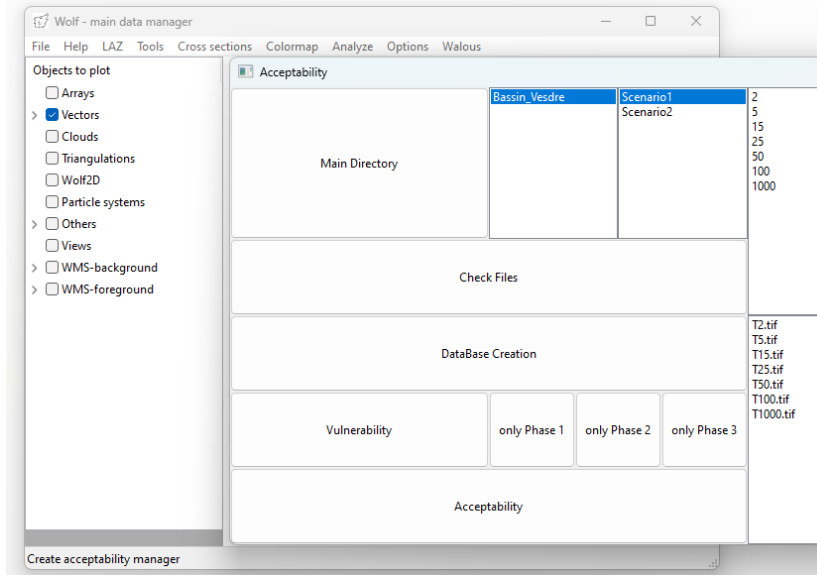 Wolf - main data manager
File Help LAZ Tools Cross sections Colormap Analyze Options Walous
Objects to plot
Arrays
Vectors
Clouds
Triangulations
Wolf2D
Particle systems
Others
Views
WMS-background
WMS-foreground
Create acceptability manager
Acceptability
Main Directory
Bassin_Vesdre
Scenario1
Scenario2
2
5
15
25
50
100
1000
Check Files
DataBase Creation
Vulnerability
only Phase 1
only Phase 2
only Phase 3
Acceptability
T2.tif
T5.tif
T15.tif
T25.tif
T50.tif
T100.tif
T1000.tif